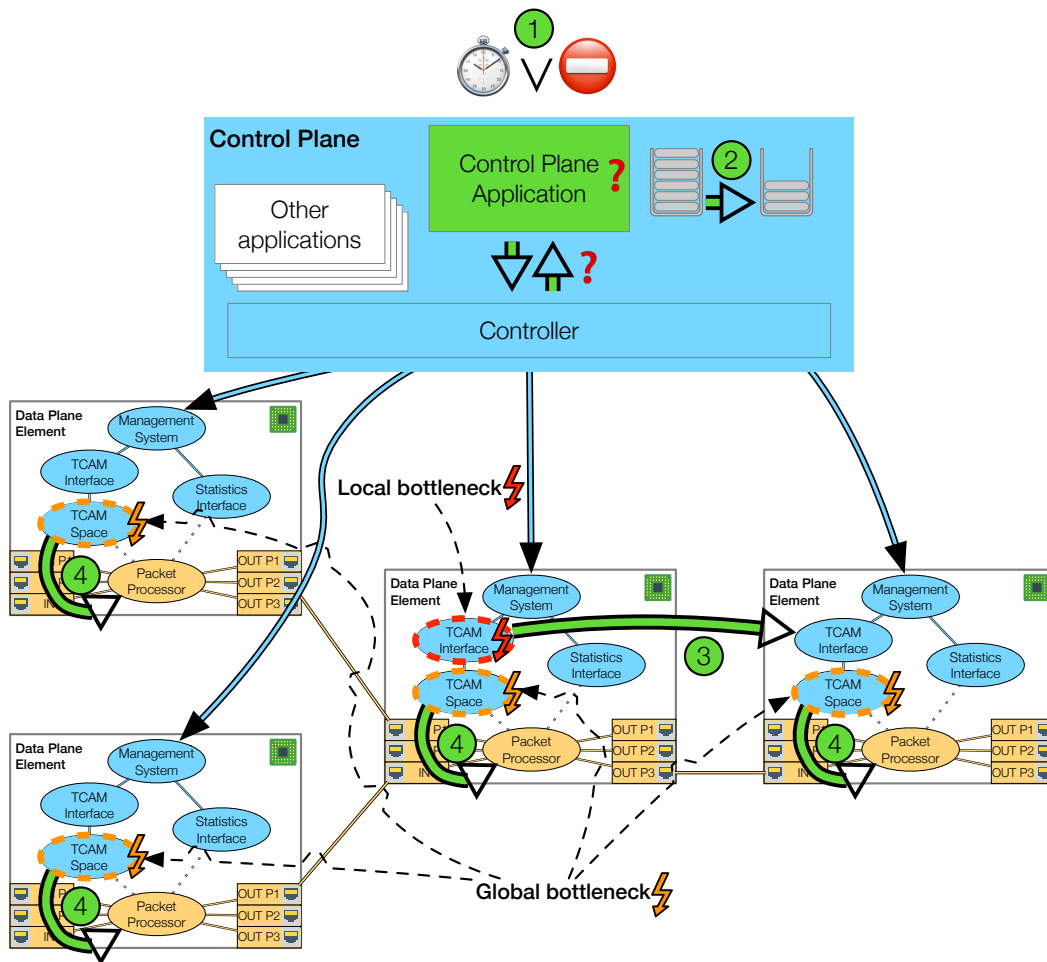 1
Control Plane
Control Plane
Application
?
2
Other
applications
?
Controller
Data Plane
Element
Management
System
TCAM
Interface
Statistics
Interface
TCAM
Space
4
IN
Packet
Processor
OUT P1
OUT P2
OUT P3
Local bottleneck
Data Plane
Element
Management
System
TCAM
Interface
Statistics
Interface
TCAM
Space
4
IN
Packet
Processor
OUT P1
OUT P2
OUT P3
3
Data Plane
Element
Management
System
TCAM
Interface
Statistics
Interface
TCAM
Space
4
IN
Packet
Processor
OUT P1
OUT P2
OUT P3
Data Plane
Element
Management
System
TCAM
Interface
Statistics
Interface
TCAM
Space
4
IN
Packet
Processor
OUT P1
OUT P2
OUT P3
Global bottleneck